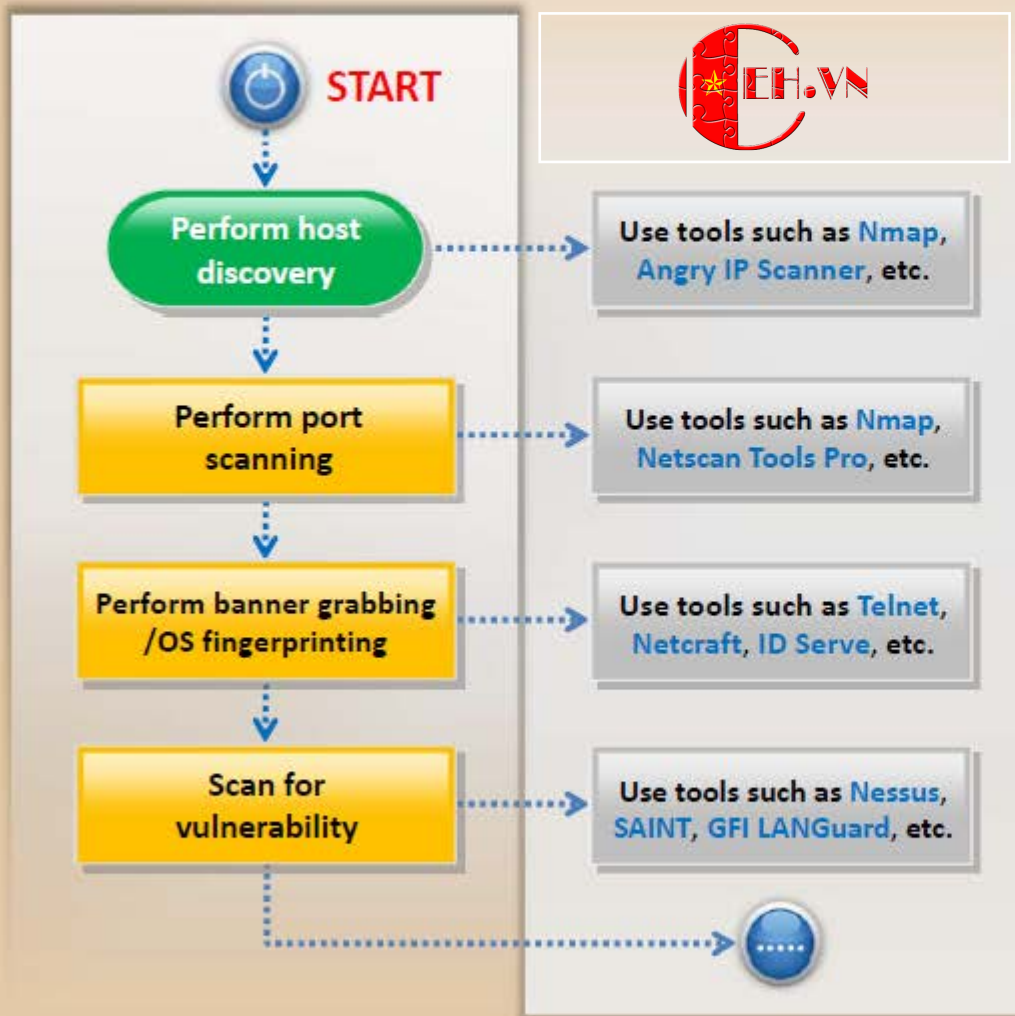 START
CEH.VN
Perform host
discovery
Use tools such as Nmap,
Angry IP Scanner, etc.
Perform port
scanning
Use tools such as Nmap,
Netscan Tools Pro, etc.
Perform banner grabbing
/OS fingerprinting
Use tools such as Telnet,
Netcraft, ID Serve, etc.
Scan for
vulnerability
Use tools such as Nessus,
SAINT, GFI LANGuard, etc.